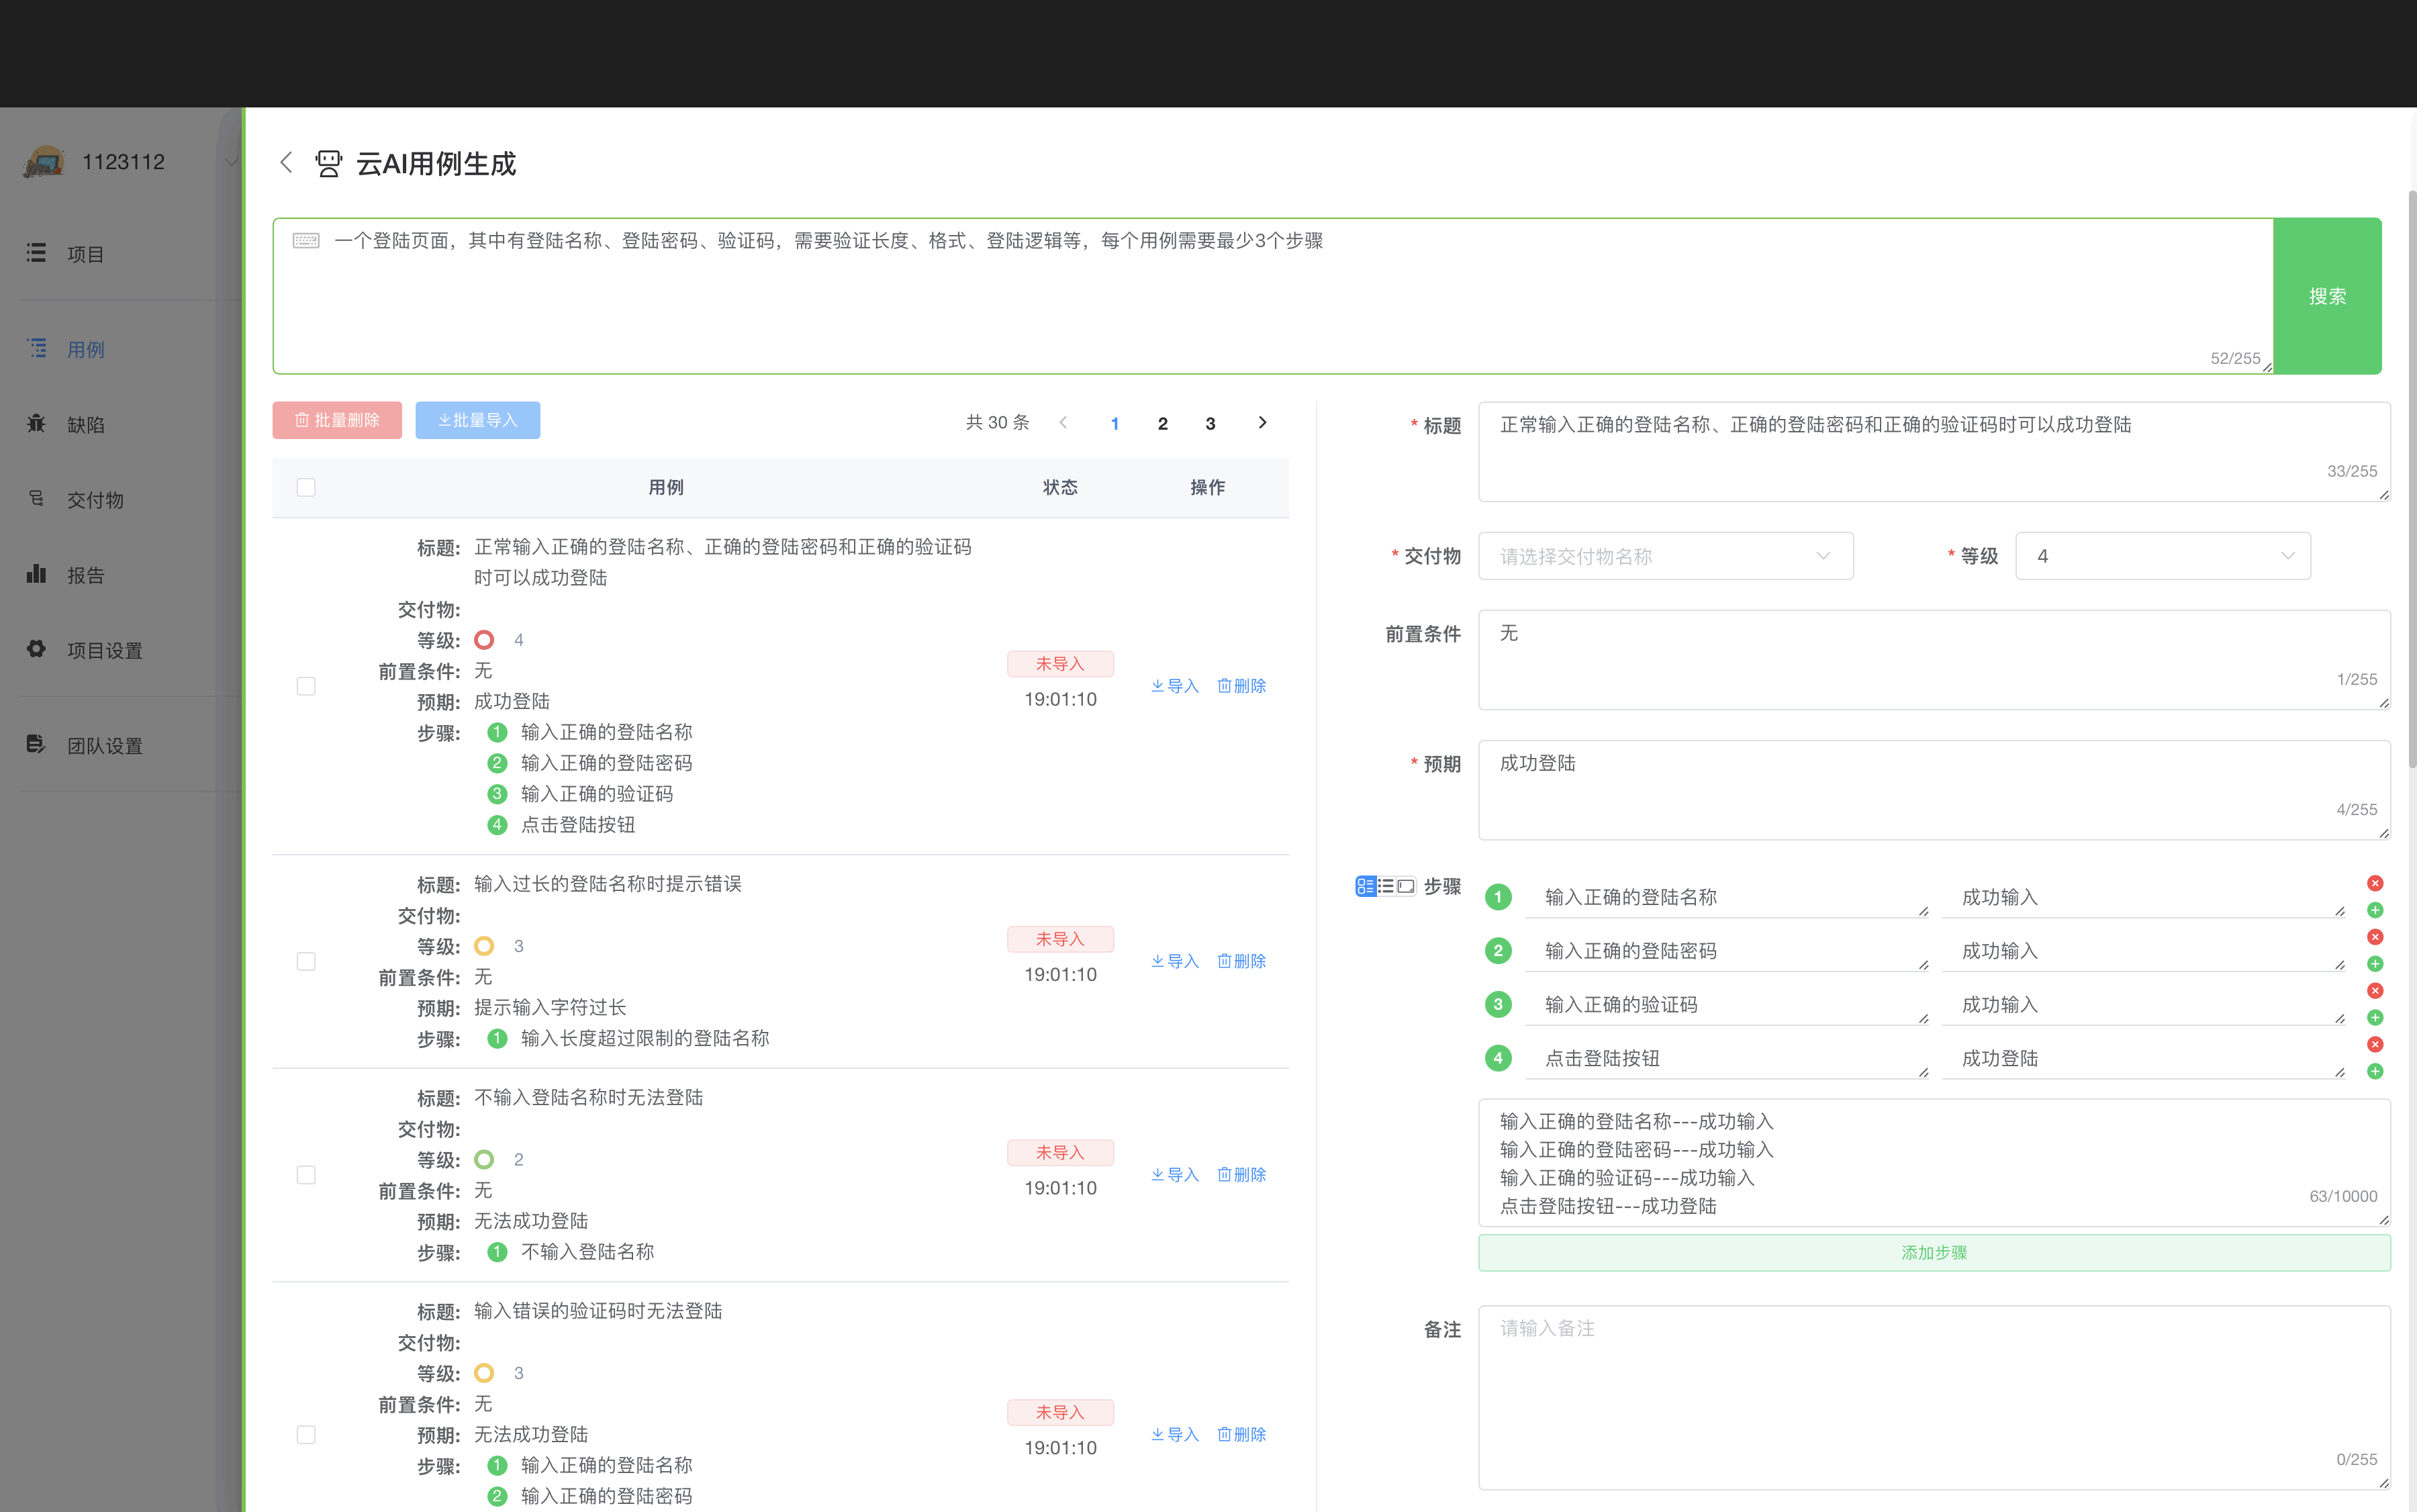 1123112
项目
用例
缺陷
交付物
报告
项目设置
团队设置
云AI用例生成
一个登陆页面，其中有登陆名称、登陆密码、验证码，需要验证长度、格式、登陆逻辑等，每个用例需要最少3个步骤
52/255
搜索
批量删除
批量导入
共 30 条
1
2
3
用例
状态
操作
标题: 正常输入正确的登陆名称、正确的登陆密码和正确的验证码
时可以成功登陆
交付物:
等级: 4
前置条件: 无
预期: 成功登陆
步骤: 1 输入正确的登陆名称
2 输入正确的登陆密码
3 输入正确的验证码
4 点击登陆按钮
未导入
19:01:10
导入 删除
标题: 输入过长的登陆名称时提示错误
交付物:
等级: 3
前置条件: 无
预期: 提示输入字符过长
步骤: 1 输入长度超过限制的登陆名称
未导入
19:01:10
导入 删除
标题: 不输入登陆名称时无法登陆
交付物:
等级: 2
前置条件: 无
预期: 无法成功登陆
步骤: 1 不输入登陆名称
未导入
19:01:10
导入 删除
标题: 输入错误的验证码时无法登陆
交付物:
等级: 3
前置条件: 无
预期: 无法成功登陆
步骤: 1 输入正确的登陆名称
2 输入正确的登陆密码
未导入
19:01:10
导入 删除
* 标题
正常输入正确的登陆名称、正确的登陆密码和正确的验证码时可以成功登陆
33/255
* 交付物
请选择交付物名称
* 等级
4
前置条件
无
1/255
* 预期
成功登陆
4/255
步骤
1 输入正确的登陆名称 成功输入
2 输入正确的登陆密码 成功输入
3 输入正确的验证码 成功输入
4 点击登陆按钮 成功登陆
输入正确的登陆名称---成功输入
输入正确的登陆密码---成功输入
输入正确的验证码---成功输入
点击登陆按钮---成功登陆
63/10000
添加步骤
备注
请输入备注
0/255